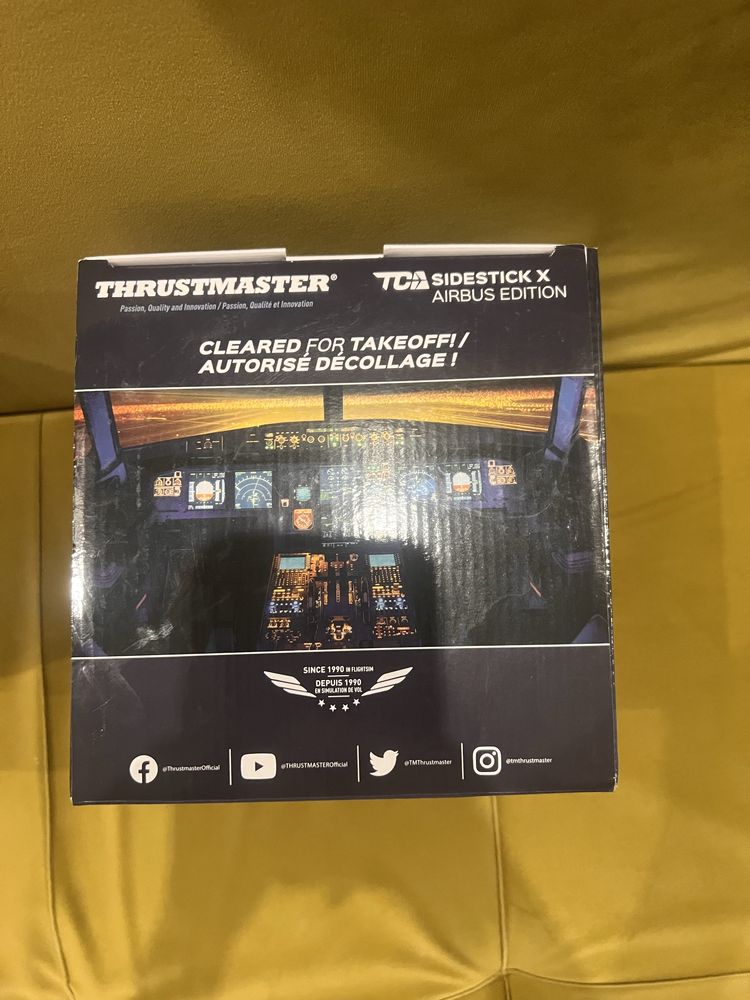 THRUSTMASTER®
Passion, Quality and Innovation / Passion, Qualité et Innovation
TCA SIDESTICK X
AIRBUS EDITION
CLEARED FOR TAKEOFF! /
AUTORISÉ DÉCOLLAGE !
SINCE 1990 IN FLIGHTSIM
DEPUIS 1990
EN SIMULATION DE VOL
@ThrustmasterOfficial
@THRUSTMASTEROfficial
@TMThrustmaster
@tmthrustmaster